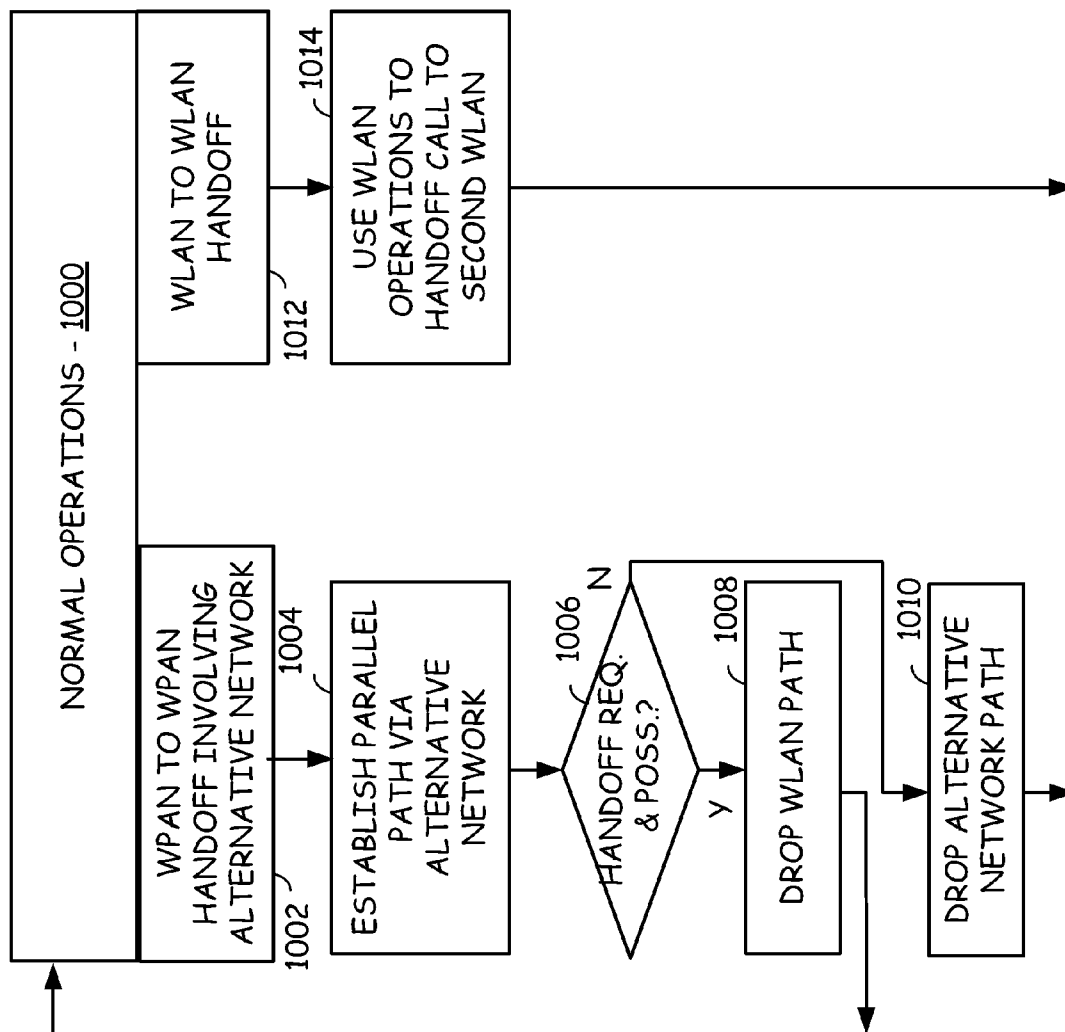 NORMAL OPERATIONS - 1000
WPAN TO WPAN
HANDOFF INVOLVING
ALTERNATIVE NETWORK
1002
1004
ESTABLISH PARALLEL
PATH VIA
ALTERNATIVE
NETWORK
1006
HANDOFF REQ.
& POSS.?
N
Y
1008
DROP WLAN PATH
1010
DROP ALTERNATIVE
NETWORK PATH
WLAN TO WLAN
HANDOFF
1012
1014
USE WLAN
OPERATIONS TO
HANDOFF CALL TO
SECOND WLAN